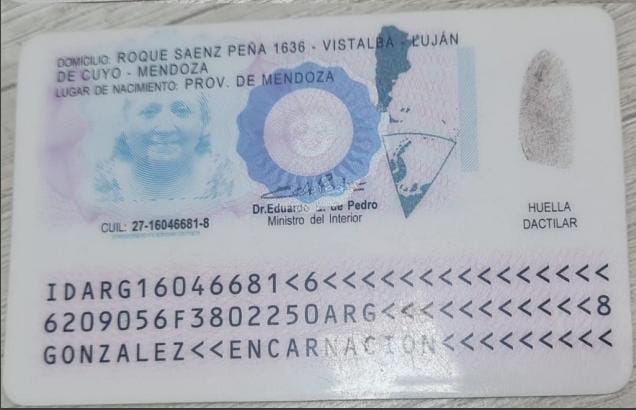 DOMICILIO: ROQUE SAENZ PEÑA 1636 - VISTALBA - LUJÁN
DE CUYO - MENDOZA
LUGAR DE NACIMIENTO: PROV. DE MENDOZA
CUIL: 27-16046681-8
Dr. Eduardo E. de Pedro
Ministro del Interior
HUELLA
DACTILAR
IDARG16046681<6<<<<<<<<<<<<<<<
6209056F3802250ARG<<<<<<<<<<<8
GONZALEZ<<ENCARNACION<<<<<<<<<